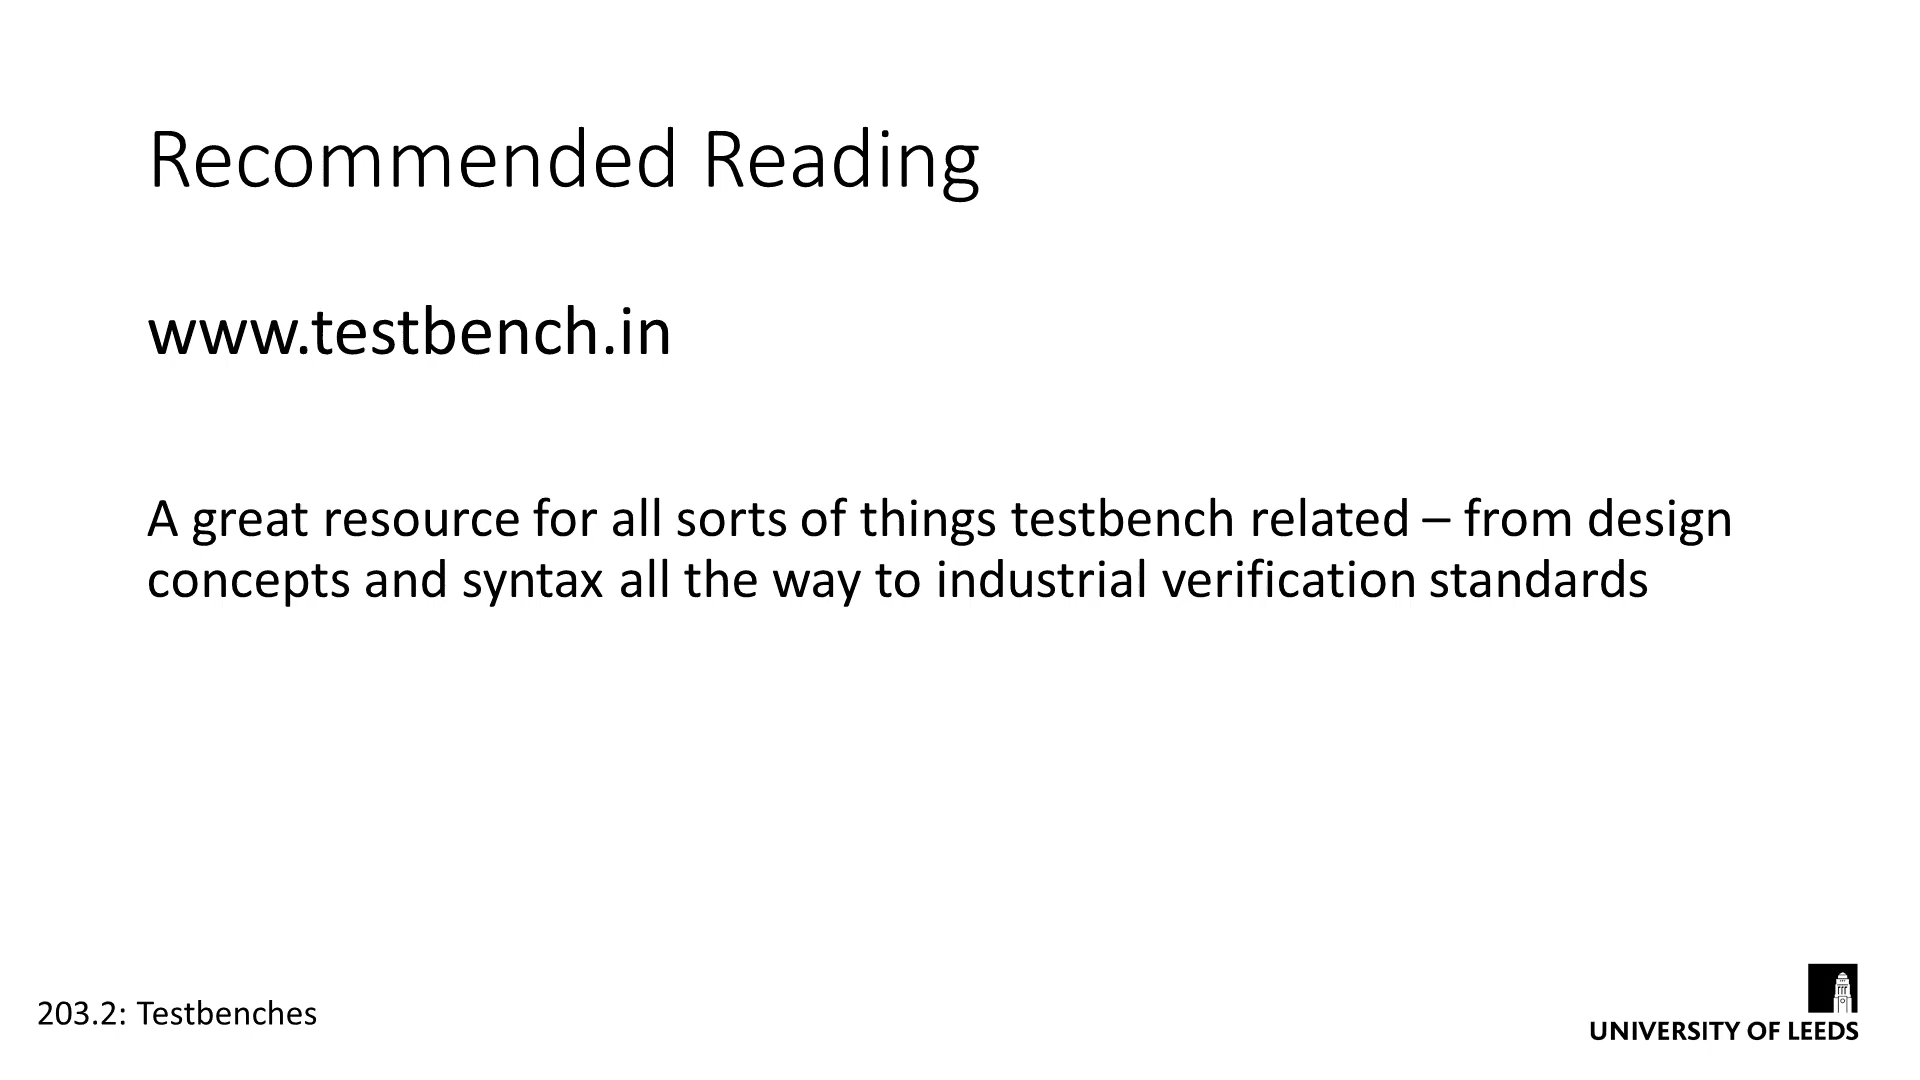 Recommended Reading
www.testbench.in
A great resource for all sorts of things testbench related – from design
concepts and syntax all the way to industrial verification standards
203.2: Testbenches
UNIVERSITY OF LEEDS